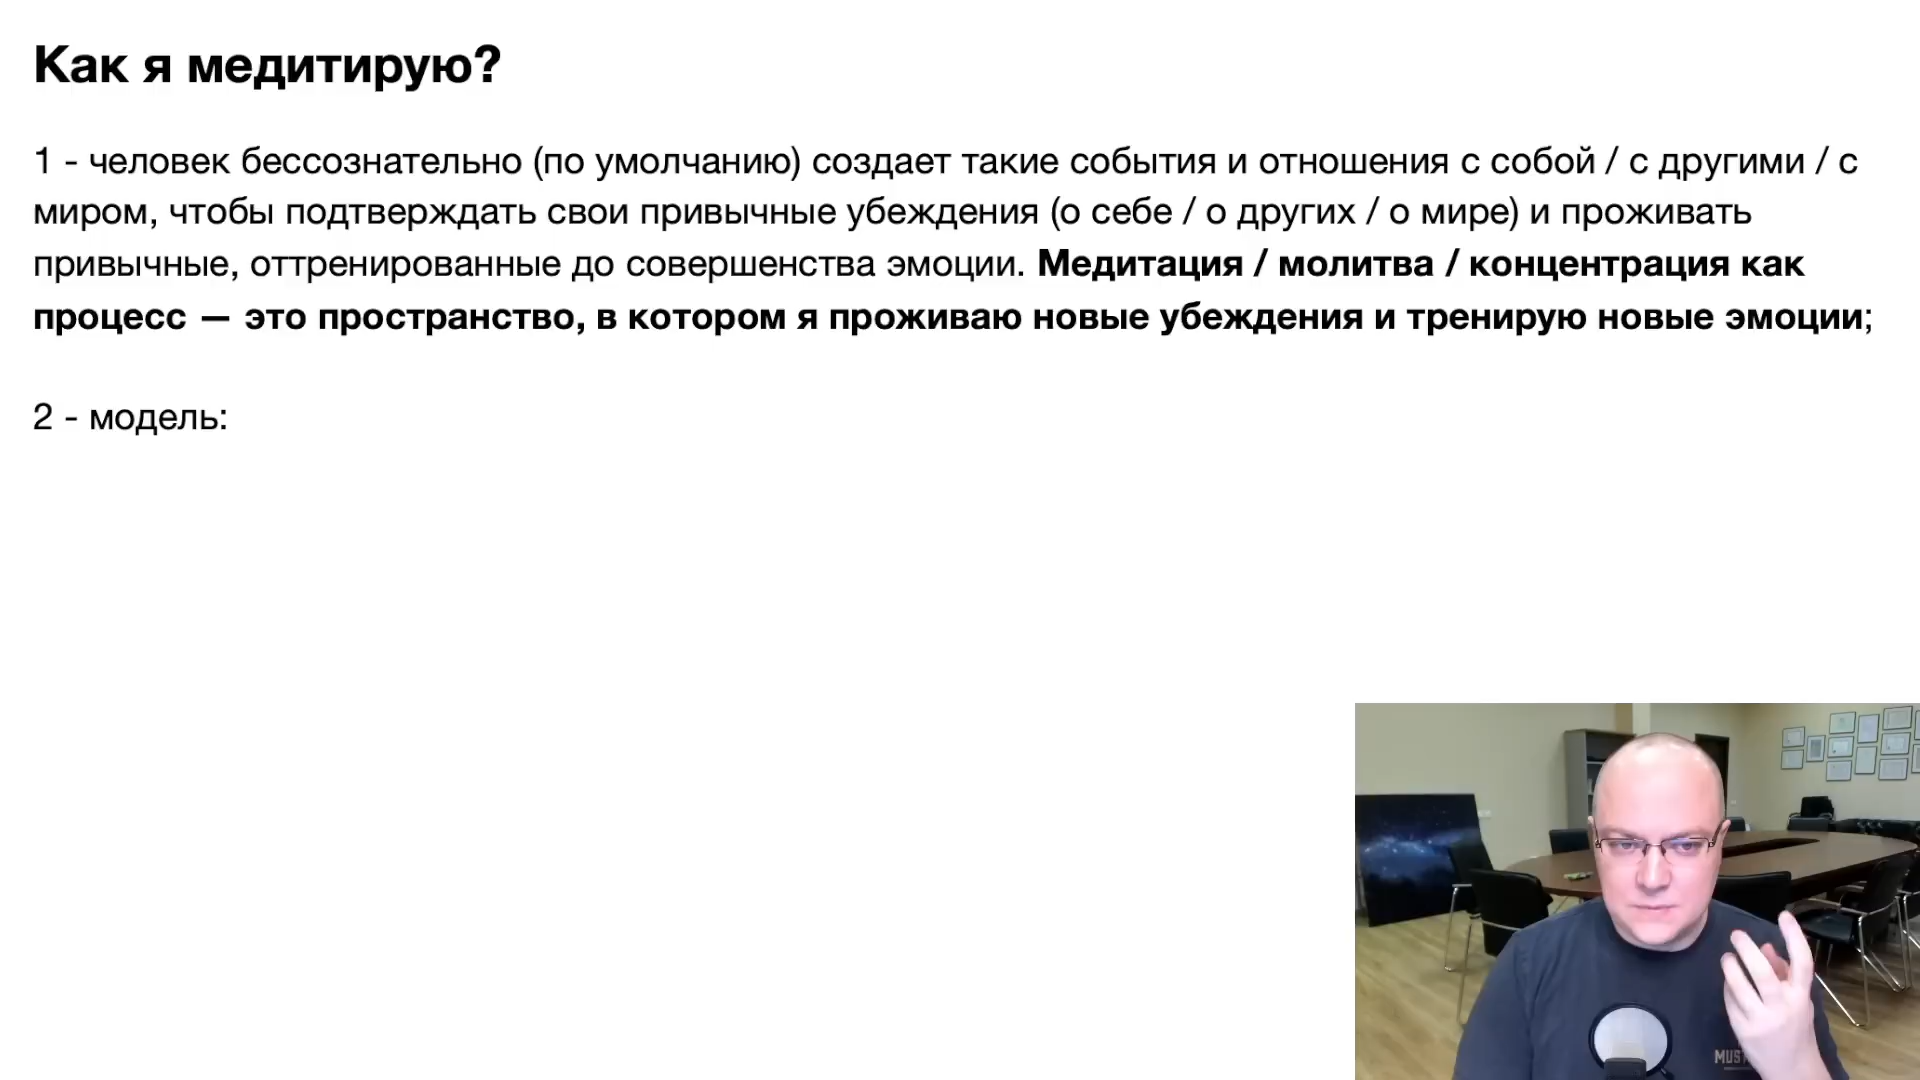 Как я медитирую?
1 - человек бессознательно (по умолчанию) создает такие события и отношения с собой / с другими / с
миром, чтобы подтверждать свои привычные убеждения (о себе / о других / о мире) и проживать
привычные, оттренированные до совершенства эмоции. Медитация / молитва / концентрация как
процесс — это пространство, в котором я проживаю новые убеждения и тренирую новые эмоции;
2 - модель: